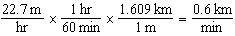 22.7 m/hr × 1 hr/60 min × 1.609 km/1 m = 0.6 km/min